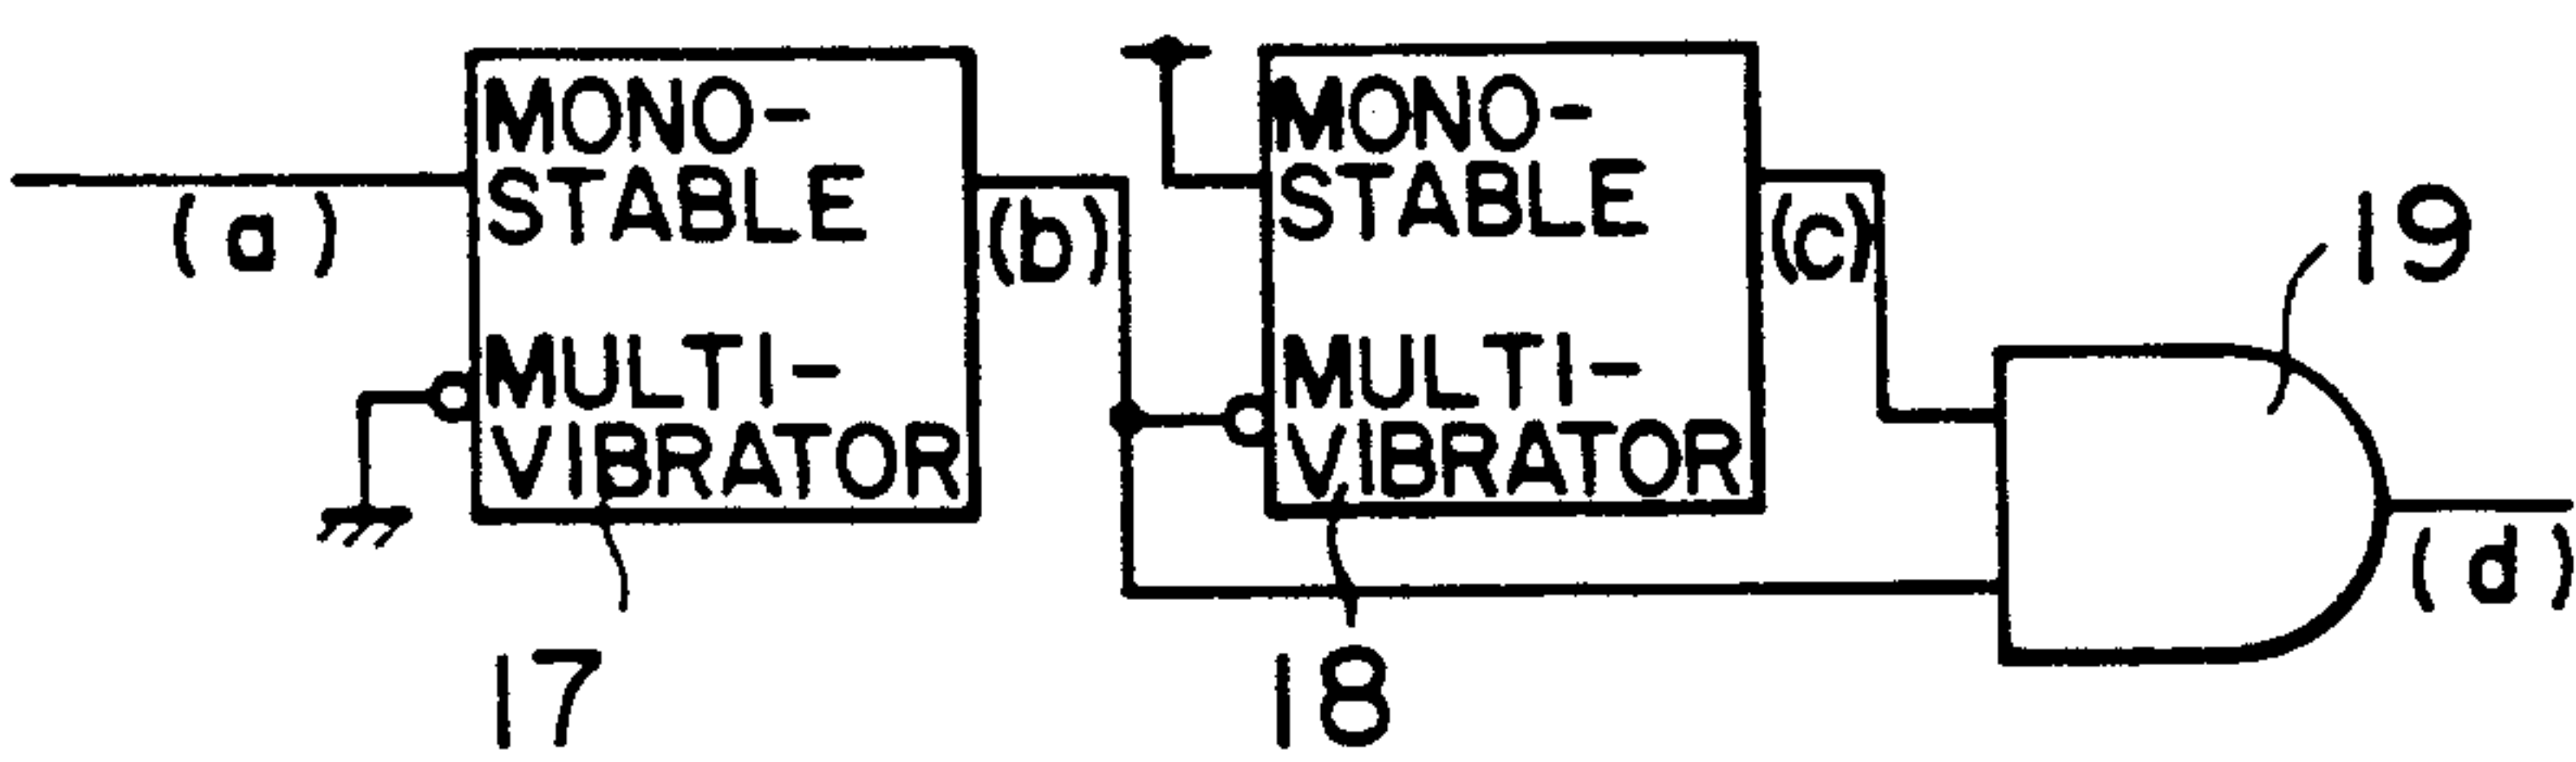 MONO-
STABLE
MULTI-
VIBRATOR
MONO-
STABLE
MULTI-
VIBRATOR
(a)
(b)
(c)
(d)
17
18
19